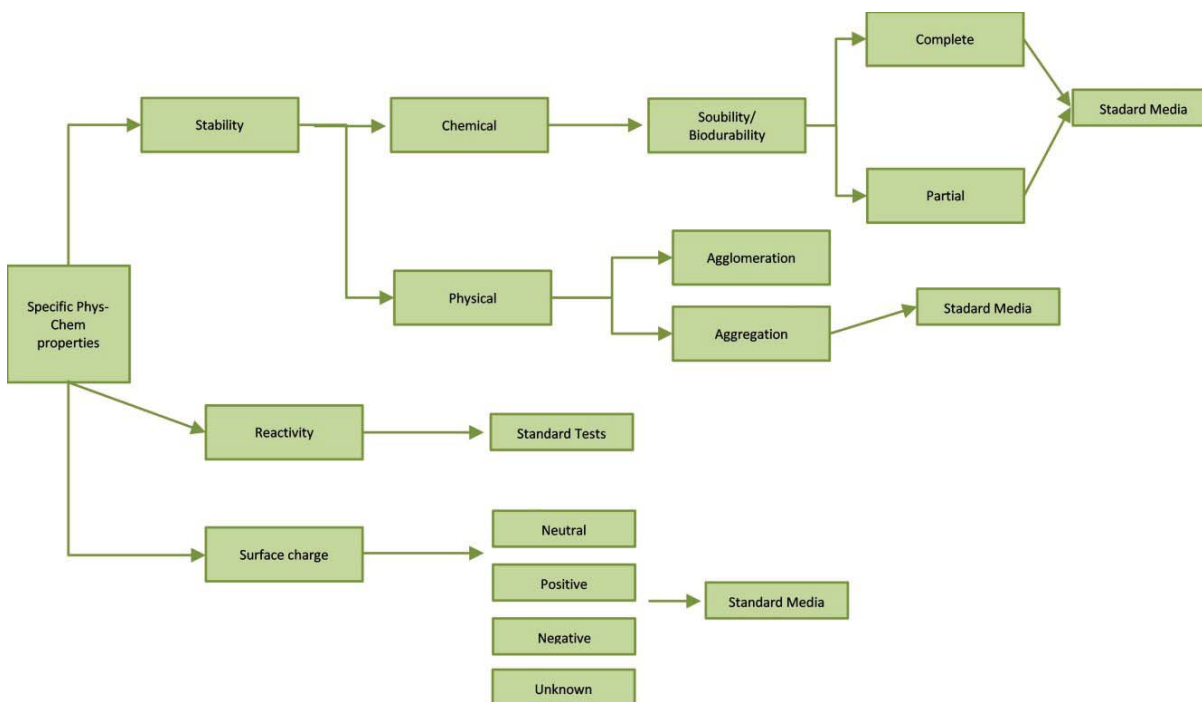 Complete
Stability
Chemical
Soubility/
Biodurability
Stadard Media
Partial
Specific Phys-
Chem
properties
Physical
Agglomeration
Aggregation
Stadard Media
Reactivity
Standard Tests
Surface charge
Neutral
Positive
Standard Media
Negative
Unknown